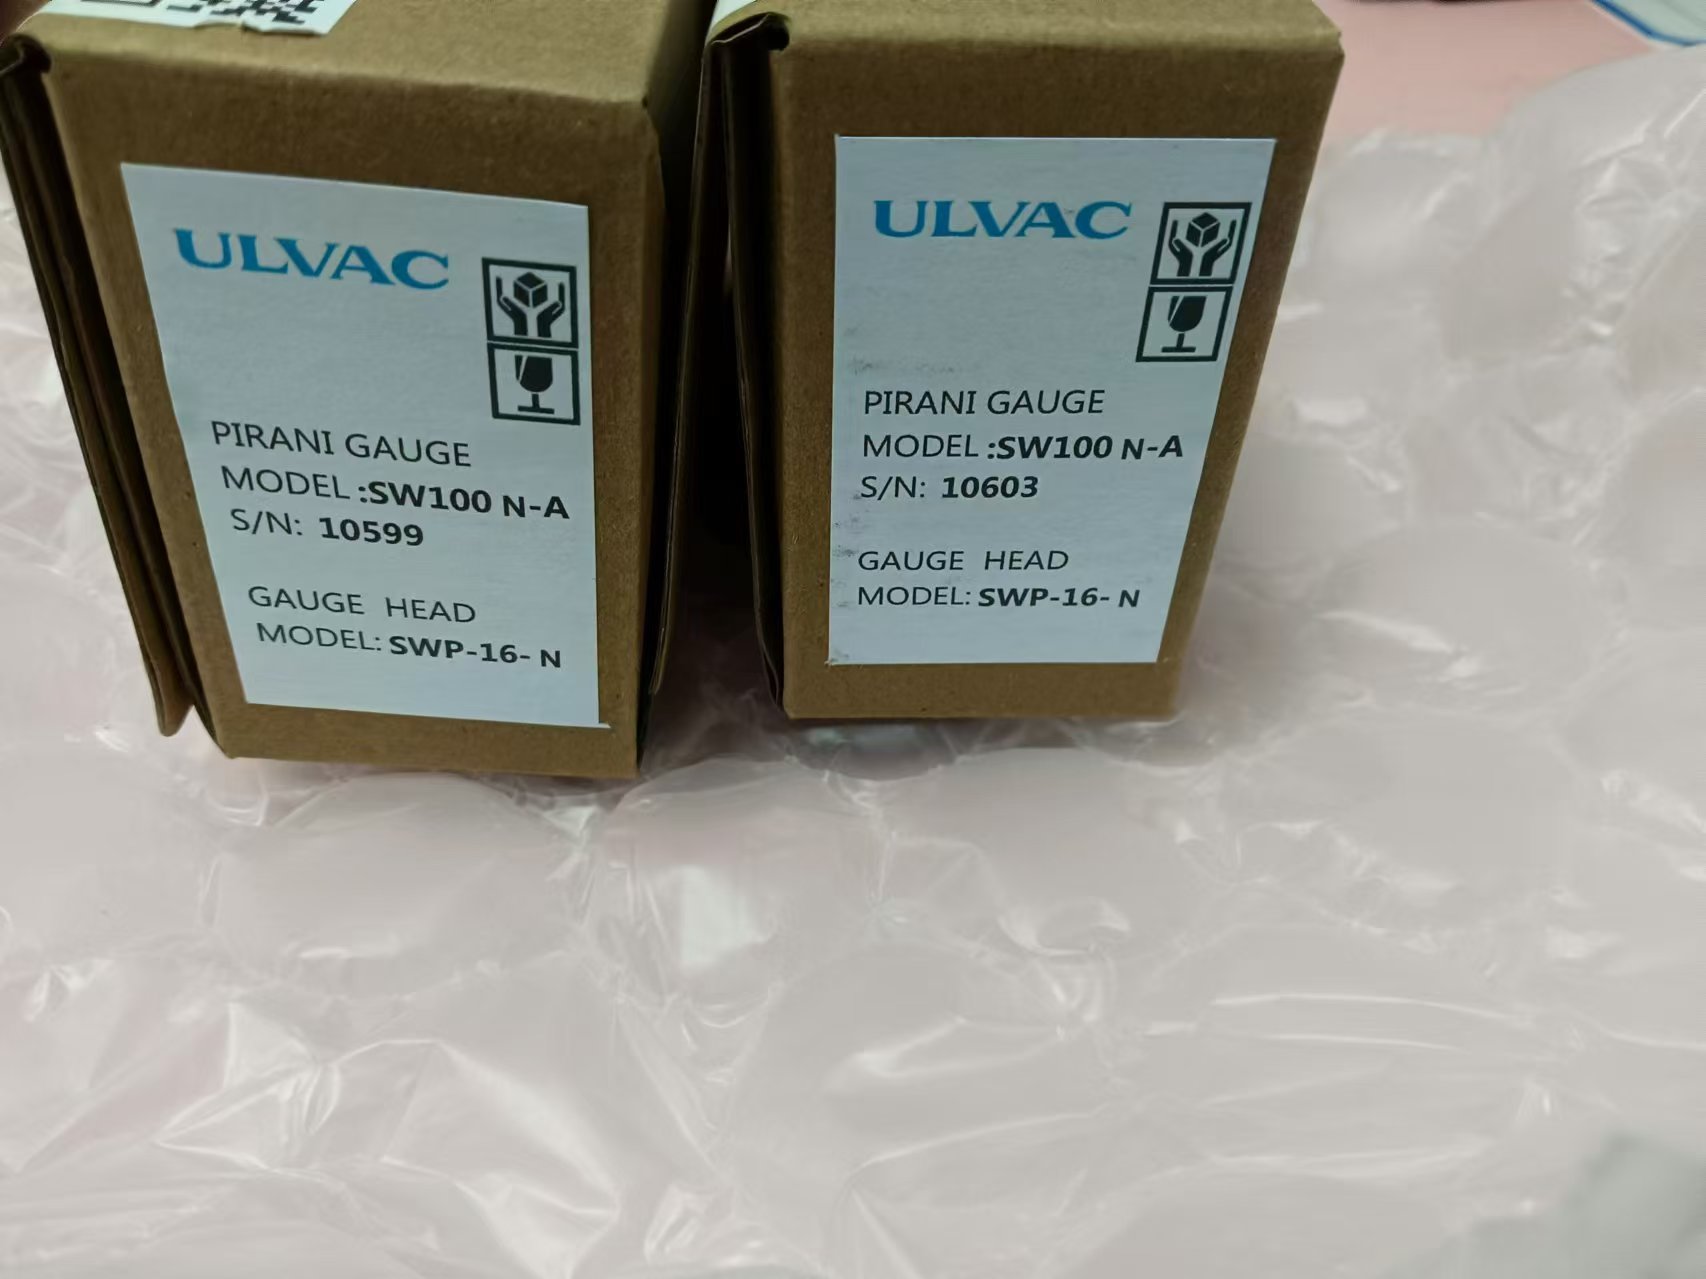 ULVAC
PIRANI GAUGE
MODEL :SW100 N-A
S/N: 10599
GAUGE HEAD
MODEL: SWP-16- N
ULVAC
PIRANI GAUGE
MODEL :SW100 N-A
S/N: 10603
GAUGE HEAD
MODEL: SWP-16- N